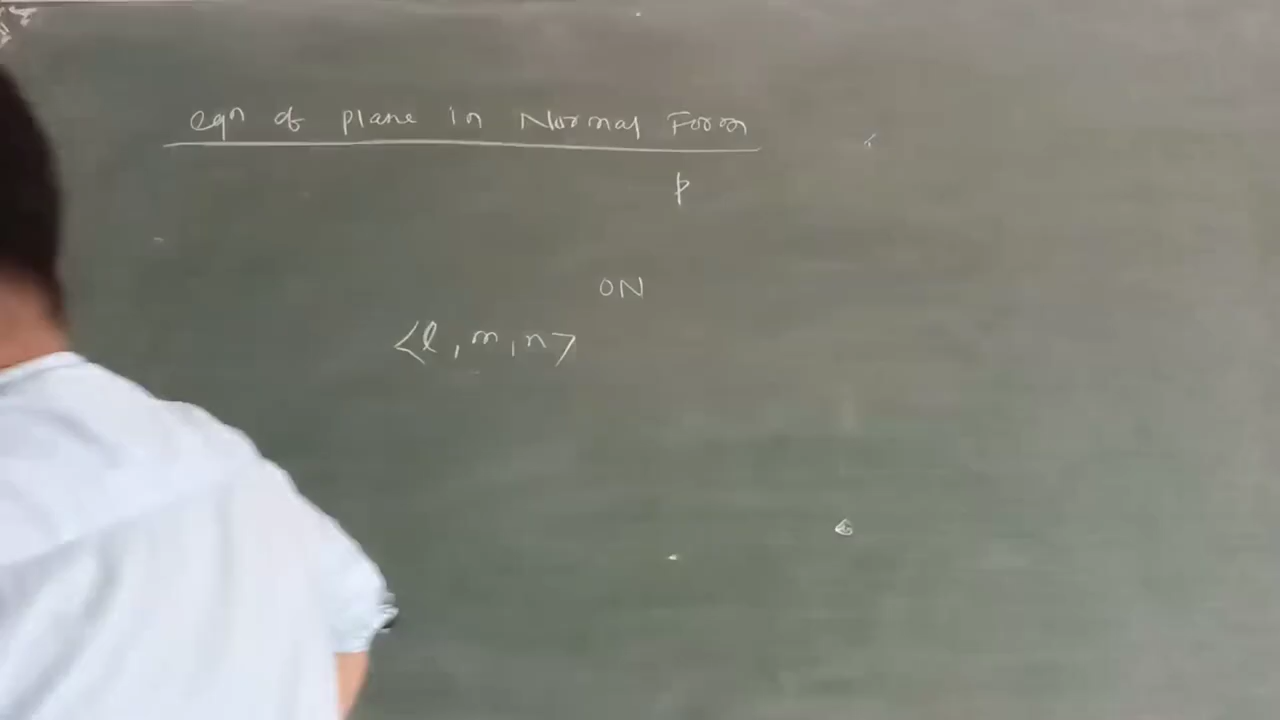 eqn of plane in Normal Form
p
ON
<l, m, n>